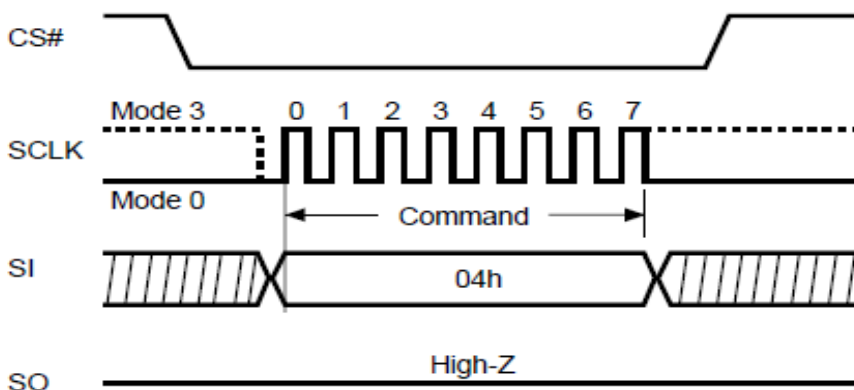 CS#
Mode 3 0 1 2 3 4 5 6 7
SCLK
Mode 0
Command
SI
04h
High-Z
SO